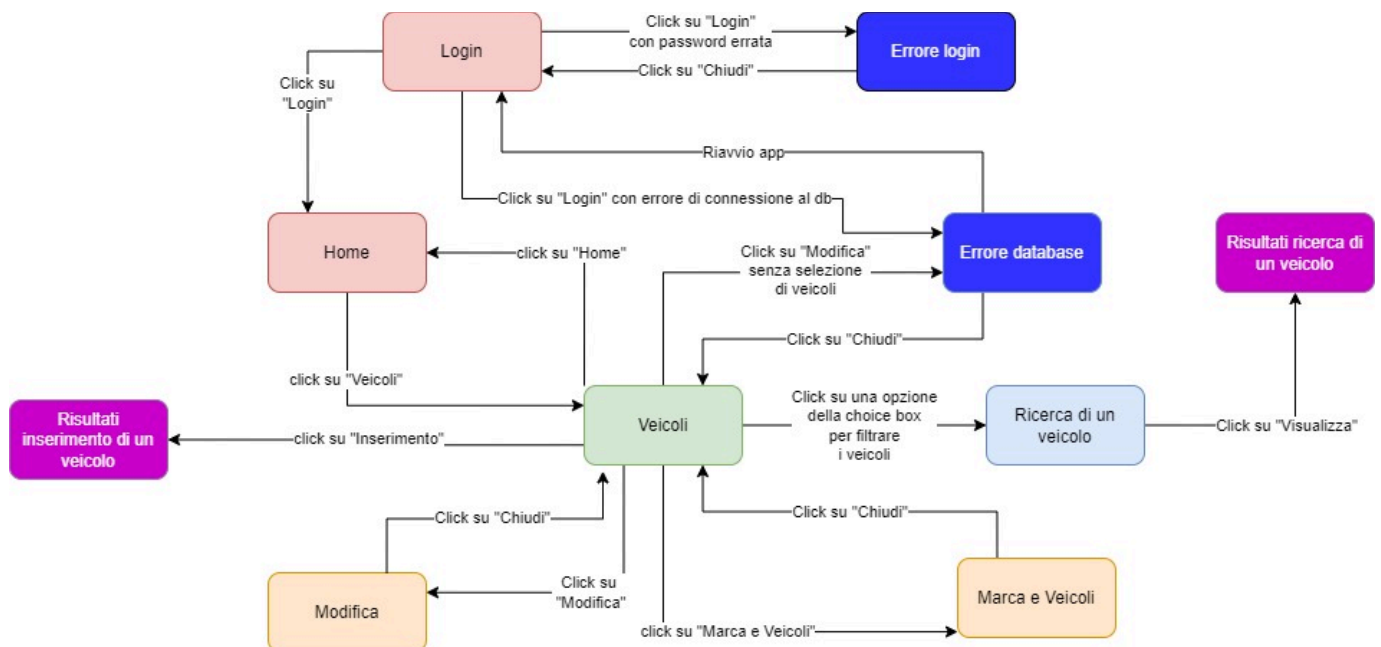 Click su "Login"
con password errata
Login
Errore login
Click su "Chiudi"
Click su
"Login"
Riavvio app
Click su "Login" con errore di connessione al db
Home
click su "Home"
Click su "Modifica"
senza selezione
di veicoli
Errore database
Risultati ricerca di
un veicolo
Click su "Chiudi"
click su "Veicoli"
Risultati
inserimento di un
veicolo
click su "Inserimento"
Veicoli
Click su una opzione
della choice box
per filtrare
i veicoli
Ricerca di un
veicolo
Click su "Visualizza"
Click su "Chiudi"
Click su "Chiudi"
Modifica
Click su
"Modifica"
Marca e Veicoli
click su "Marca e Veicoli"